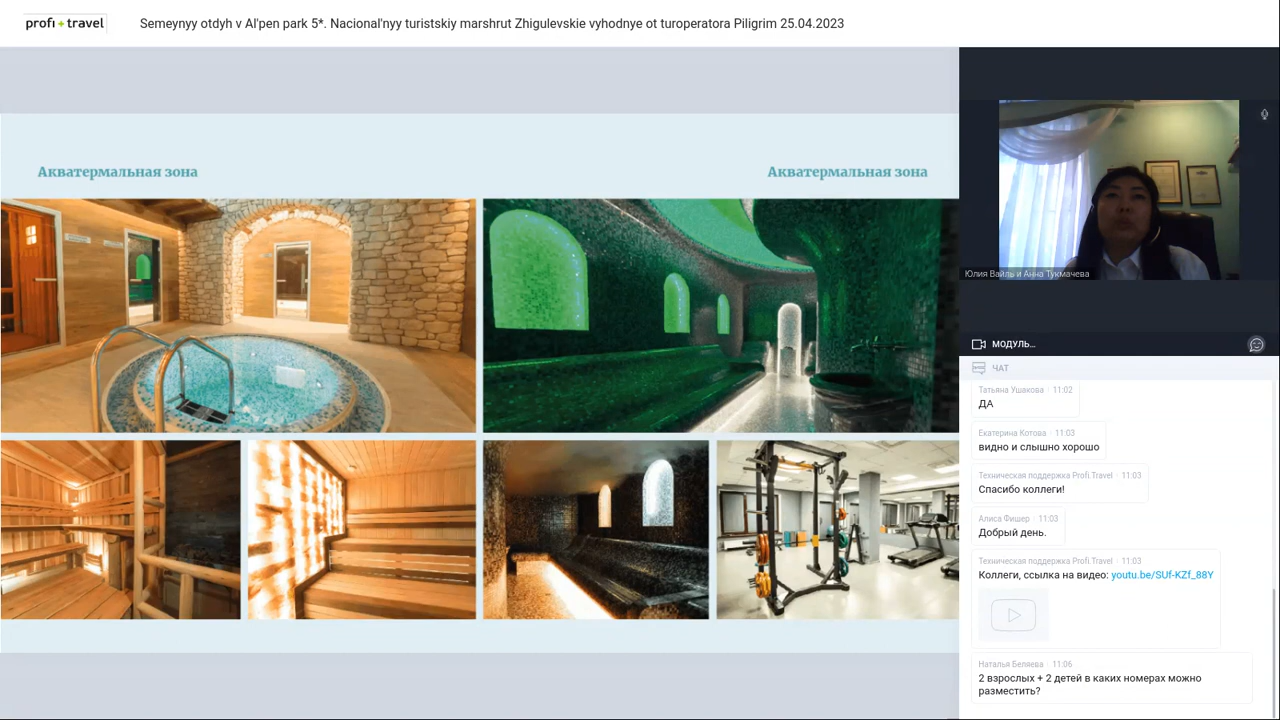 profi travel
Semeynyy otdyh v Al'pen park 5*. Nacional'nyy turistskiy marshrut Zhigulevskie vyhodnye ot turoperatora Piligrim 25.04.2023
Акватермальная зона
Акватермальная зона
Юлия Вайль и Анна Тукмачева
МОДУЛЬ...
ЧАТ
Татьяна Ушакова · 11:02
ДА
Екатерина Котова · 11:03
видно и слышно хорошо
Техническая поддержка Profi.Travel · 11:03
Спасибо коллеги!
Алиса Фишер · 11:03
Добрый день.
Техническая поддержка Profi.Travel · 11:03
Коллеги, ссылка на видео: youtu.be/SUf-KZf_88Y
Наталья Беляева · 11:06
2 взрослых + 2 детей в каких номерах можно
разместить?